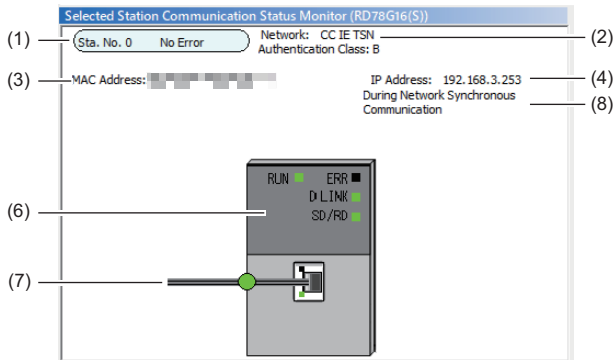 Selected Station Communication Status Monitor (RD78G16(S))
(1) Sta. No. 0 No Error Network: CC IE TSN (2)
Authentication Class: B
(3) MAC Address: IP Address: 192.168.3.253 (4)
During Network Synchronous (8)
Communication
RUN ERR
D LINK
(6) SD/RD
(7)